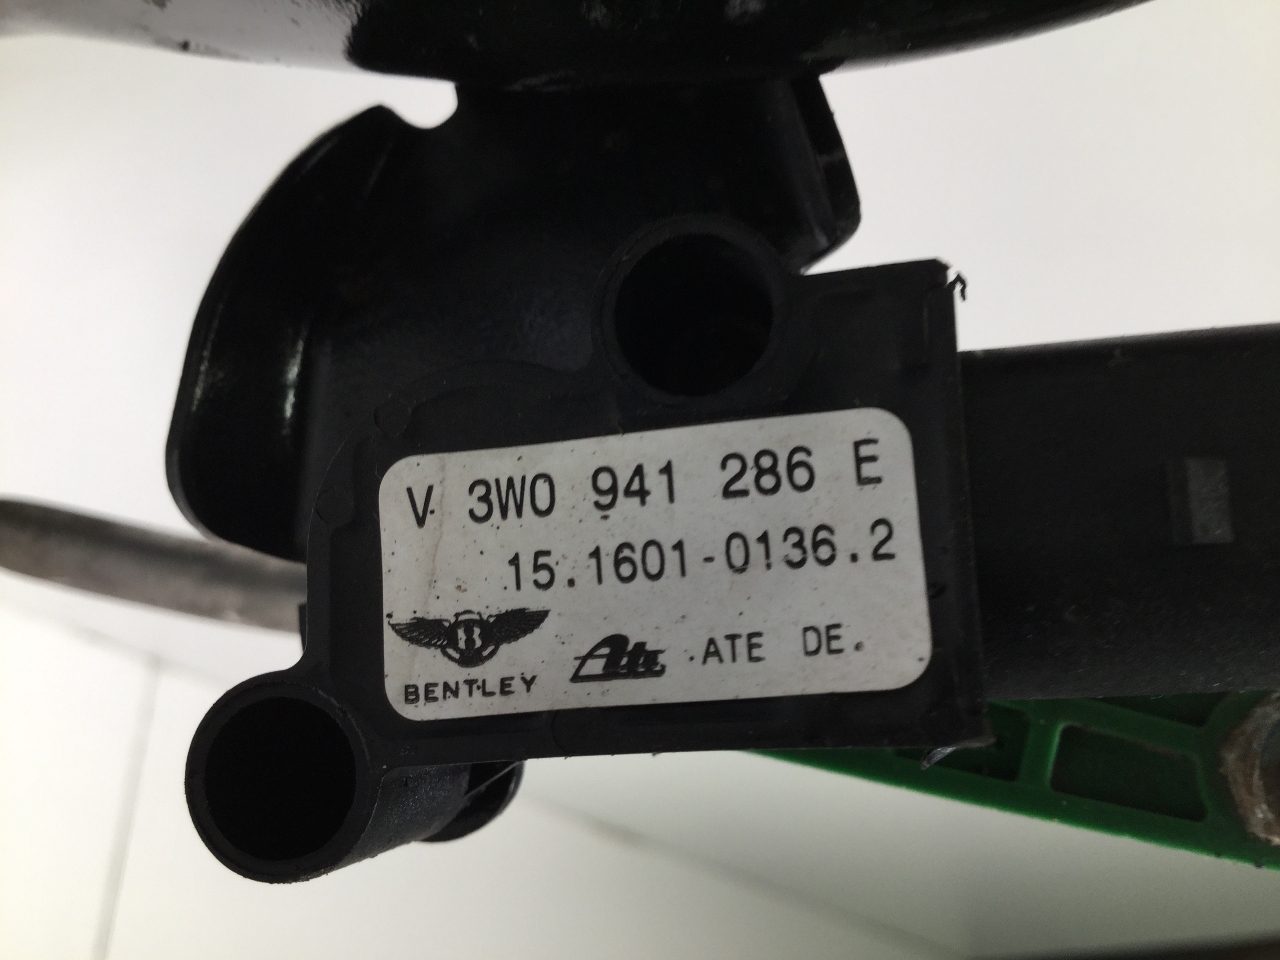 V 3W0 941 286 E
15.1601-0136.2
B
BENTLEY Ate ATE DE.